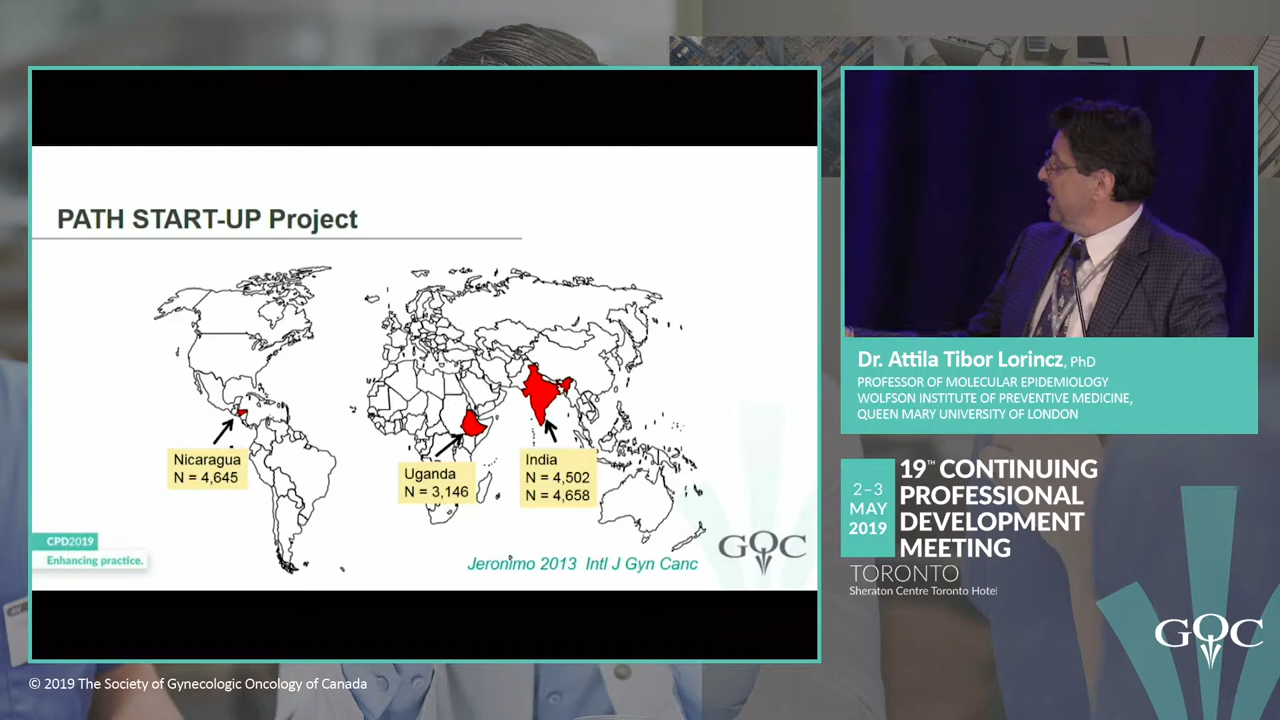 PATH START-UP Project
Nicaragua
N = 4,645
Uganda
N = 3,146
India
N = 4,502
N = 4,658
CPD2019
Enhancing practice.
Jeronimo 2013 Intl J Gyn Canc
GOC
Dr. Attila Tibor Lorincz, PhD
PROFESSOR OF MOLECULAR EPIDEMIOLOGY
WOLFSON INSTITUTE OF PREVENTIVE MEDICINE,
QUEEN MARY UNIVERSITY OF LONDON
2–3
MAY
2019
19TH CONTINUING
PROFESSIONAL
DEVELOPMENT
MEETING
TORONTO
Sheraton Centre Toronto Hotel
GOC
© 2019 The Society of Gynecologic Oncology of Canada